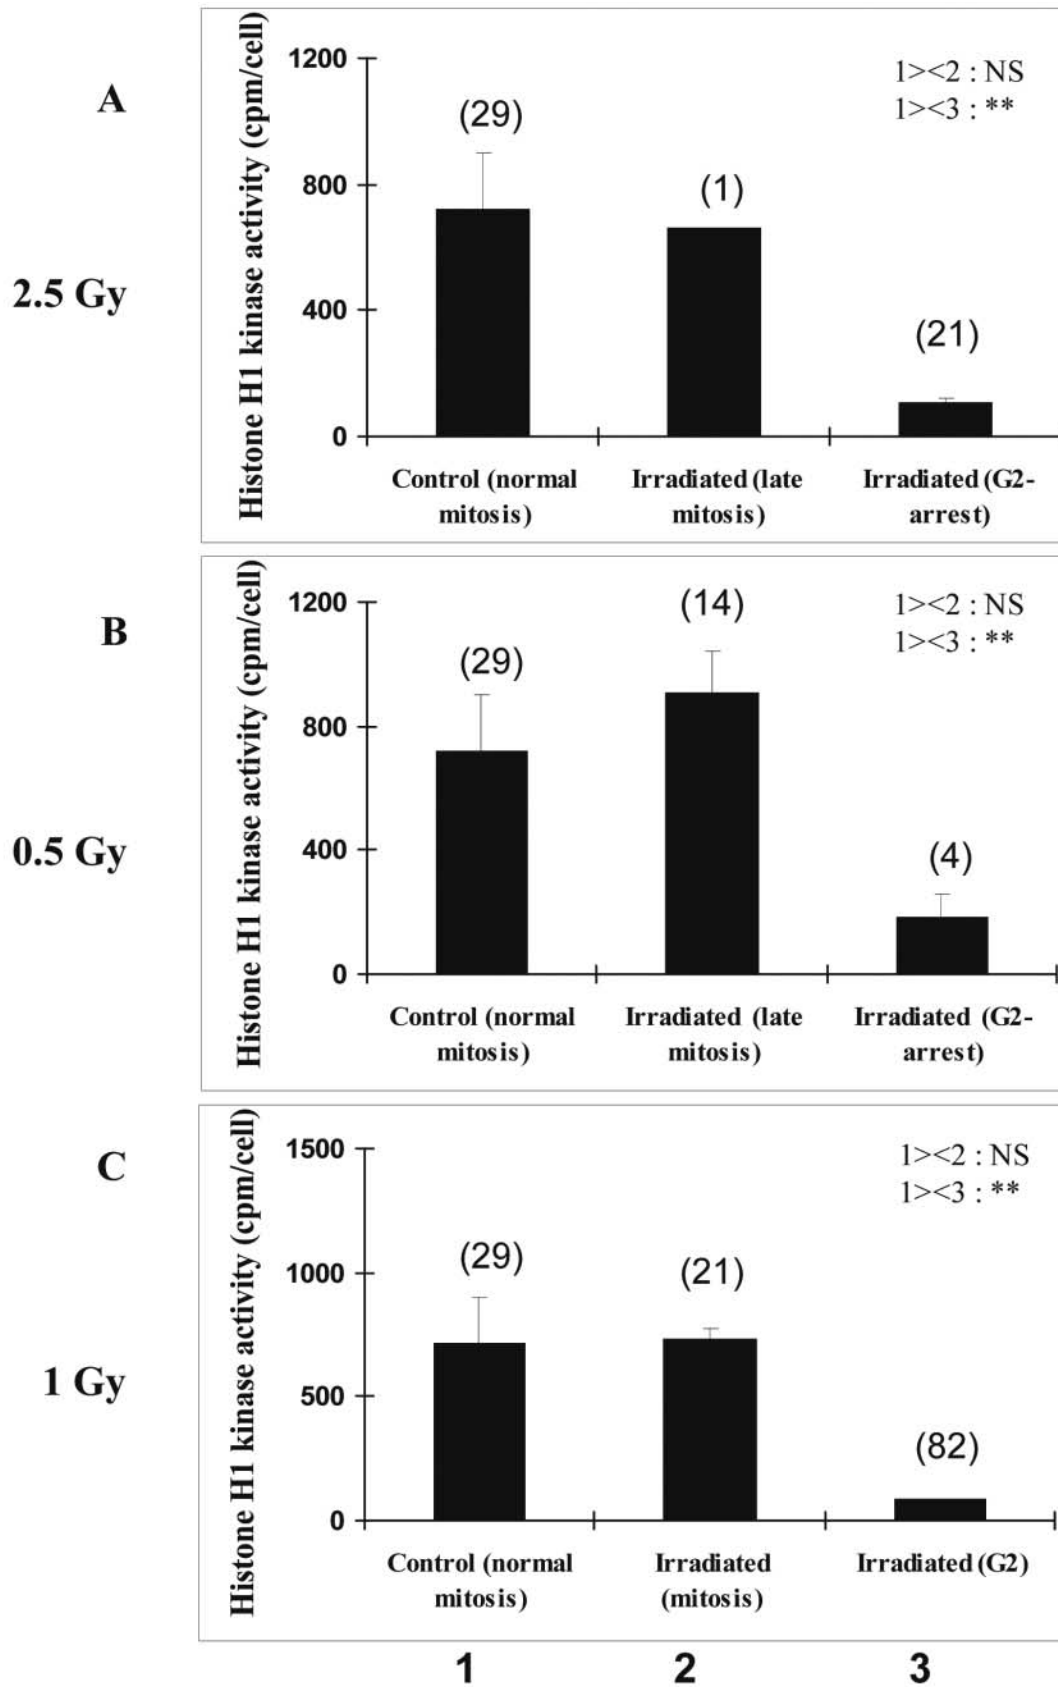 A
2.5 Gy
Histone H1 kinase activity (cpm/cell)
1200
800
400
0
(29)
(1)
(21)
1><2 : NS
1><3 : **
Control (normal
mitosis)
Irradiated (late
mitosis)
Irradiated (G2-
arrest)
B
0.5 Gy
Histone H1 kinase activity (cpm/cell)
1200
800
400
0
(29)
(14)
(4)
1><2 : NS
1><3 : **
Control (normal
mitosis)
Irradiated (late
mitosis)
Irradiated (G2-
arrest)
C
1 Gy
Histone H1 kinase activity (cpm/cell)
1500
1000
500
0
(29)
(21)
(82)
1><2 : NS
1><3 : **
Control (normal
mitosis)
Irradiated
(mitosis)
Irradiated (G2)
1
2
3